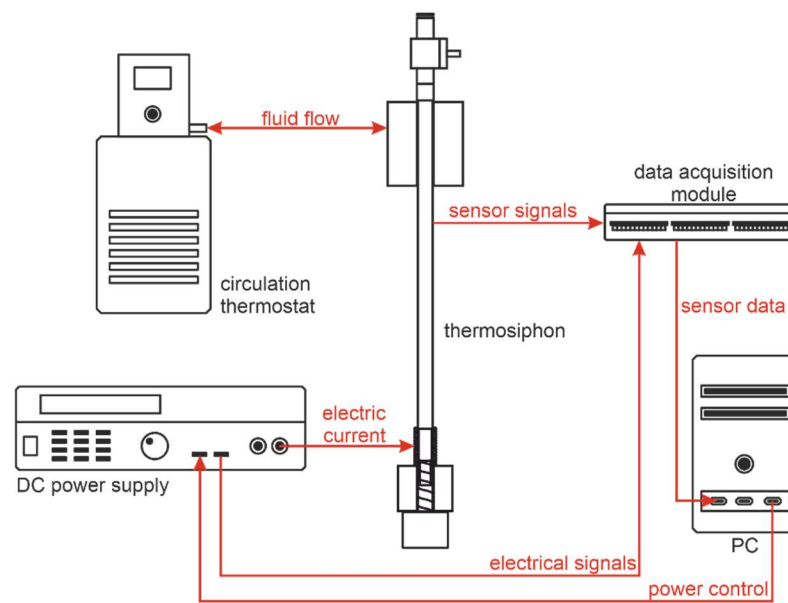 fluid flow
data acquisition
module
sensor signals
circulation
thermostat
sensor data
thermosiphon
electric
current
DC power supply
PC
electrical signals
power control